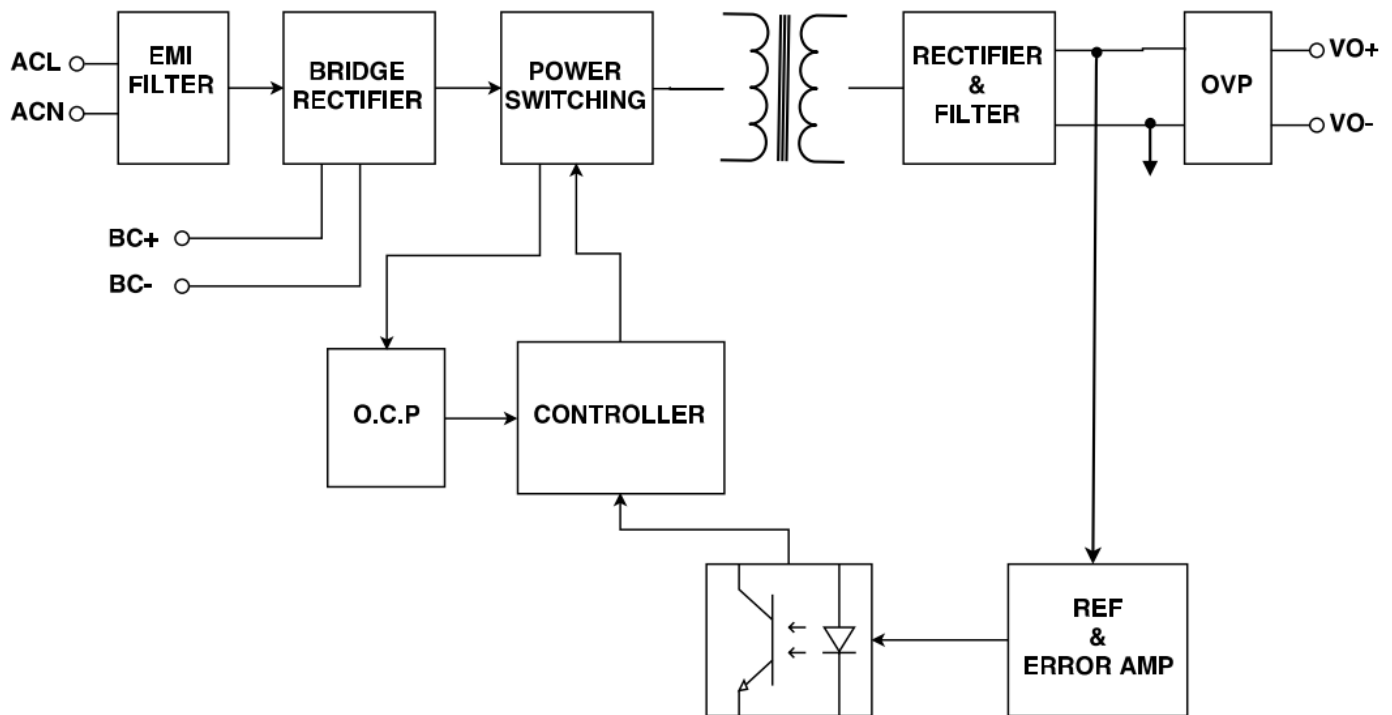 ACL
ACN
EMI
FILTER
BRIDGE
RECTIFIER
POWER
SWITCHING
RECTIFIER
&
FILTER
OVP
VO+
VO-
BC+
BC-
O.C.P
CONTROLLER
REF
&
ERROR AMP